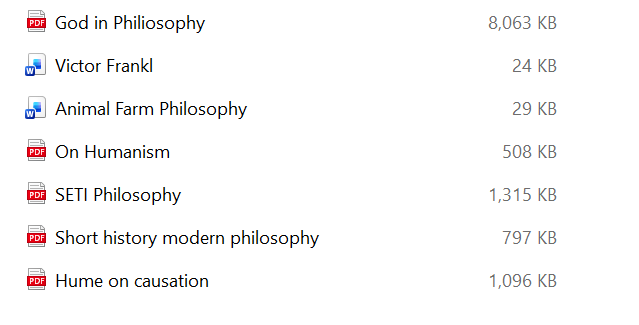 PDF God in Philiosophy 8,063 KB
W Victor Frankl 24 KB
W Animal Farm Philosophy 29 KB
PDF On Humanism 508 KB
PDF SETI Philosophy 1,315 KB
PDF Short history modern philosophy 797 KB
PDF Hume on causation 1,096 KB